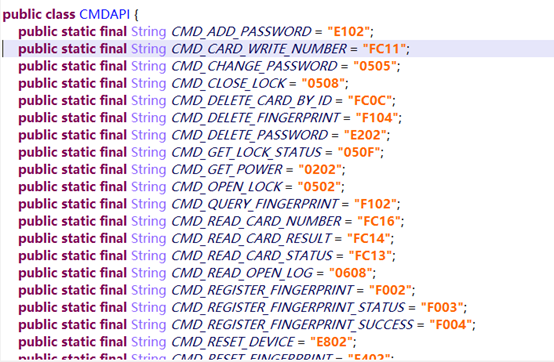 public class CMDAPI {
public static final String CMD_ADD_PASSWORD = "E102";
public static final String CMD_CARD_WRITE_NUMBER = "FC11";
public static final String CMD_CHANGE_PASSWORD = "0505";
public static final String CMD_CLOSE_LOCK = "0508";
public static final String CMD_DELETE_CARD_BY_ID = "FC0C";
public static final String CMD_DELETE_FINGERPRINT = "F104";
public static final String CMD_DELETE_PASSWORD = "E202";
public static final String CMD_GET_LOCK_STATUS = "050F";
public static final String CMD_GET_POWER = "0202";
public static final String CMD_OPEN_LOCK = "0502";
public static final String CMD_QUERY_FINGERPRINT = "F102";
public static final String CMD_READ_CARD_NUMBER = "FC16";
public static final String CMD_READ_CARD_RESULT = "FC14";
public static final String CMD_READ_CARD_STATUS = "FC13";
public static final String CMD_READ_OPEN_LOG = "0608";
public static final String CMD_REGISTER_FINGERPRINT = "F002";
public static final String CMD_REGISTER_FINGERPRINT_STATUS = "F003";
public static final String CMD_REGISTER_FINGERPRINT_SUCCESS = "F004";
public static final String CMD_RESET_DEVICE = "E802";
public static final String CMD_RESET_FINGERPRINT = "F402";